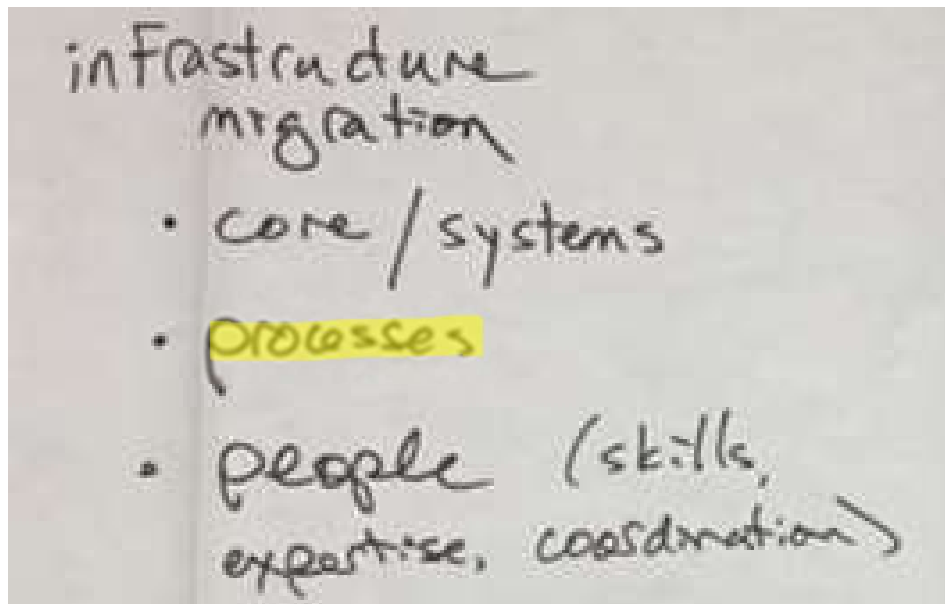 infrastructure
migration
• core / systems
• processes
• people (skills,
expertise, coordination)